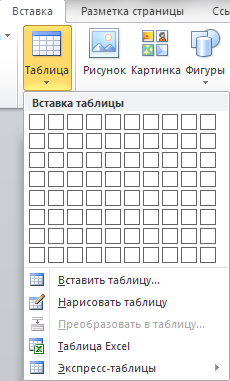 Вставка Разметка страницы Ссы
Таблица Рисунок Картинка Фигуры
Вставка таблицы
Вставить таблицу...
Нарисовать таблицу
Преобразовать в таблицу...
Таблица Excel
Экспресс-таблицы